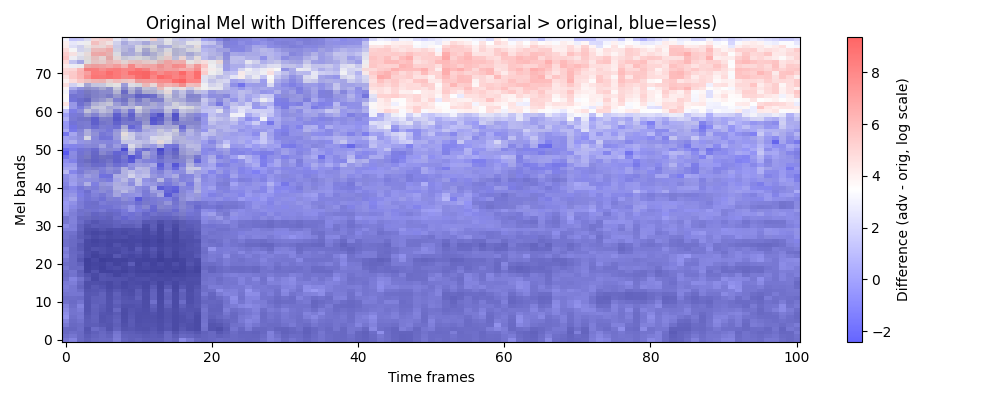 Original Mel with Differences (red=adversarial > original, blue=less)
70
60
50
40
30
20
10
0
Mel bands
0 20 40 60 80 100
Time frames
8
6
4
2
0
−2
Difference (adv - orig, log scale)